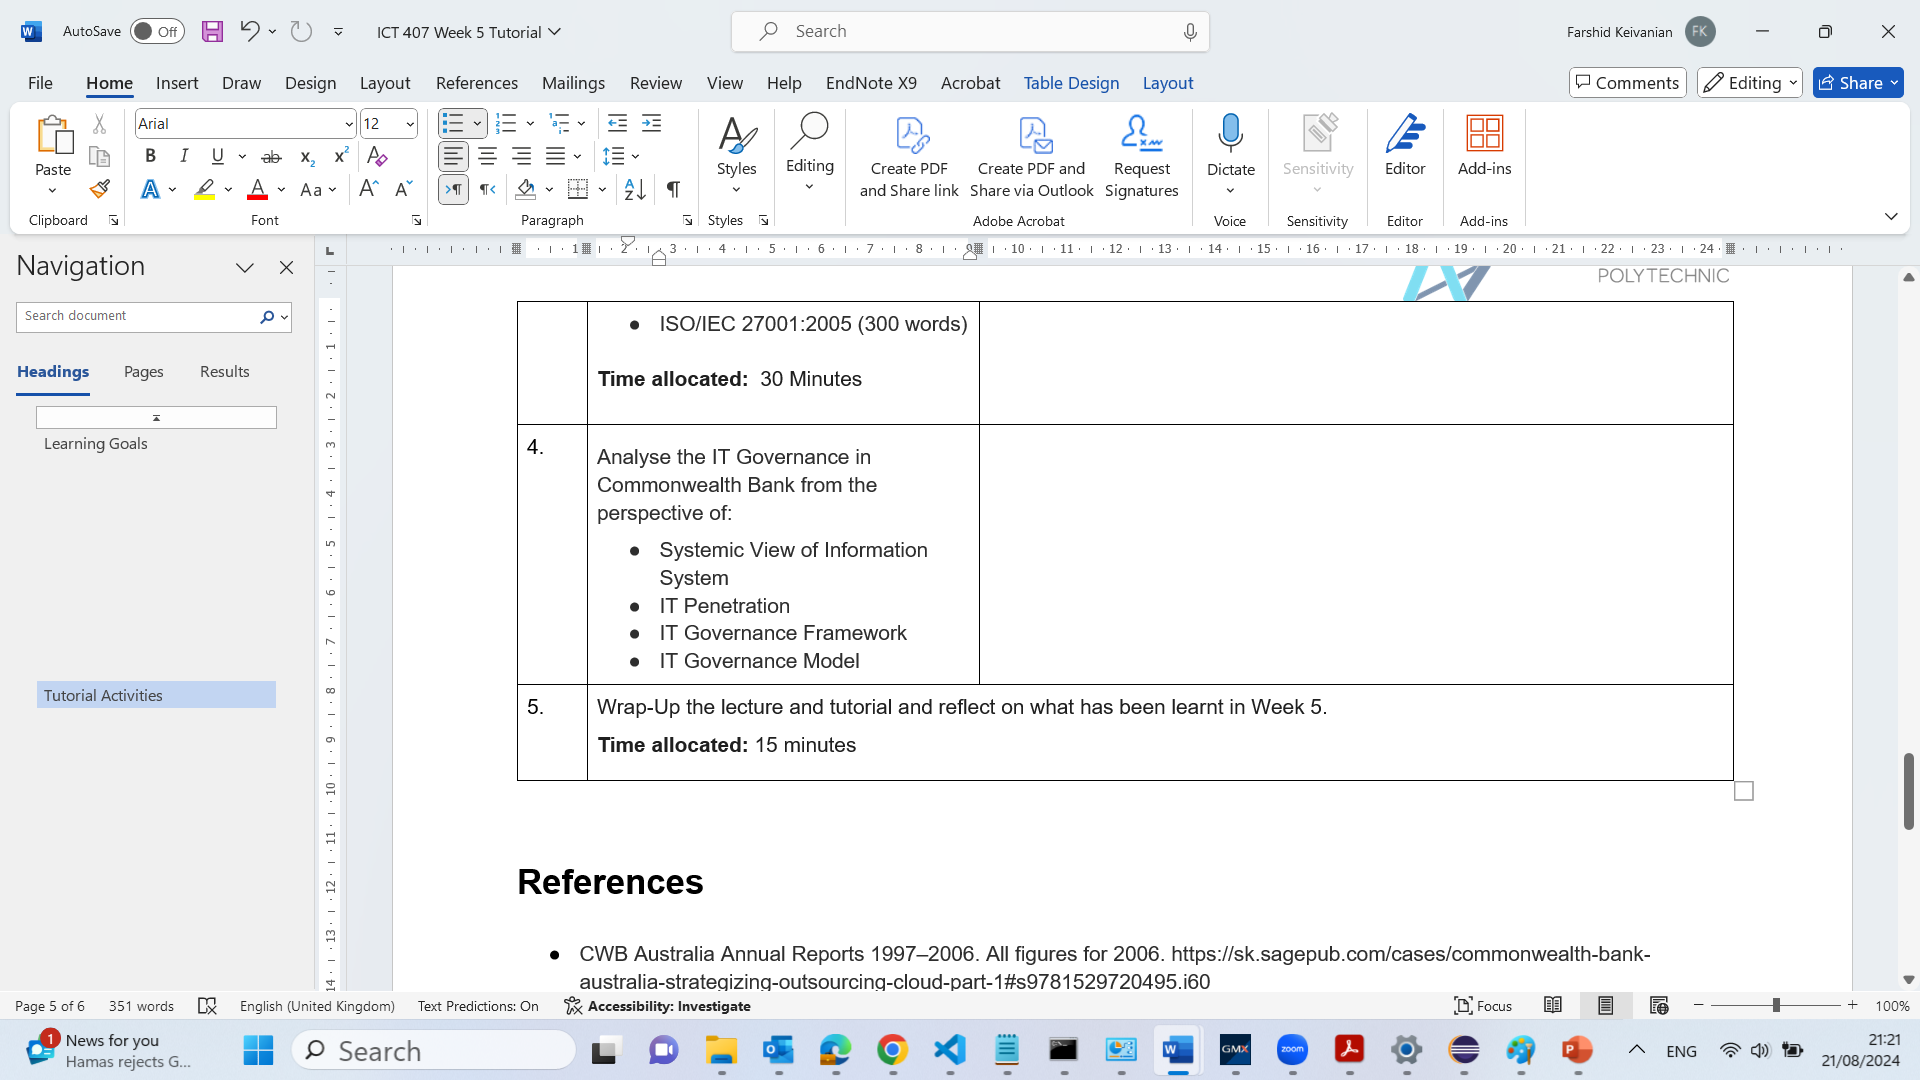 AutoSave Off ICT 407 Week 5 Tutorial Search Farshid Keivanian FK
File Home Insert Draw Design Layout References Mailings Review View Help EndNote X9 Acrobat Table Design Layout Comments Editing Share
Arial 12
Paste
Styles
Editing
Create PDF and Share link
Create PDF and Share via Outlook
Request Signatures
Dictate
Sensitivity
Editor
Add-ins
Clipboard Font Paragraph Styles Adobe Acrobat Voice Sensitivity Editor Add-ins
Navigation
Search document
Headings Pages Results
Learning Goals
Tutorial Activities
POLYTECHNIC
● ISO/IEC 27001:2005 (300 words)
Time allocated: 30 Minutes
4.
Analyse the IT Governance in
Commonwealth Bank from the
perspective of:
● Systemic View of Information
System
● IT Penetration
● IT Governance Framework
● IT Governance Model
5. Wrap-Up the lecture and tutorial and reflect on what has been learnt in Week 5.
Time allocated: 15 minutes
References
● CWB Australia Annual Reports 1997–2006. All figures for 2006. https://sk.sagepub.com/cases/commonwealth-bank-
australia-strategizing-outsourcing-cloud-part-1#s9781529720495.i60
Page 5 of 6 351 words English (United Kingdom) Text Predictions: On Accessibility: Investigate Focus 100%
1 News for you
Hamas rejects G...
Search
GMX
zoom
ENG
21:21
21/08/2024